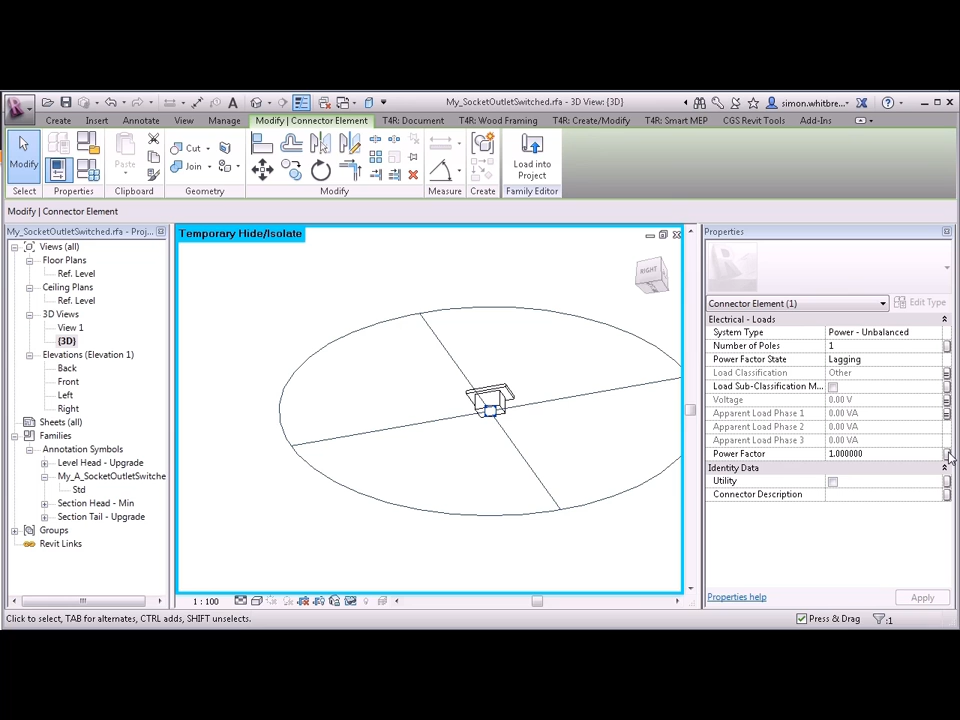 My_SocketOutletSwitched.rfa - 3D View: {3D}
simon.whitbre...
Create Insert Annotate View Manage Modify | Connector Element T4R: Document T4R: Wood Framing T4R: Create/Modify T4R: Smart MEP CGS Revit Tools Add-Ins
Modify
Paste
Cut
Join
Load into
Project
Select Properties Clipboard Geometry Modify Measure Create Family Editor
Modify | Connector Element
My_SocketOutletSwitched.rfa - Proj...
Views (all)
Floor Plans
Ref. Level
Ceiling Plans
Ref. Level
3D Views
View 1
{3D}
Elevations (Elevation 1)
Back
Front
Left
Right
Sheets (all)
Families
Annotation Symbols
Level Head - Upgrade
My_A_SocketOutletSwitche
Std
Section Head - Min
Section Tail - Upgrade
Groups
Revit Links
Temporary Hide/Isolate
RIGHT
1 : 100
Properties
Connector Element (1)
Edit Type
Electrical - Loads
System Type Power - Unbalanced
Number of Poles 1
Power Factor State Lagging
Load Classification Other
Load Sub-Classification M...
Voltage 0.00 V
Apparent Load Phase 1 0.00 VA
Apparent Load Phase 2 0.00 VA
Apparent Load Phase 3 0.00 VA
Power Factor 1.000000
Identity Data
Utility
Connector Description
Properties help
Apply
Click to select, TAB for alternates, CTRL adds, SHIFT unselects.
Press & Drag
:1